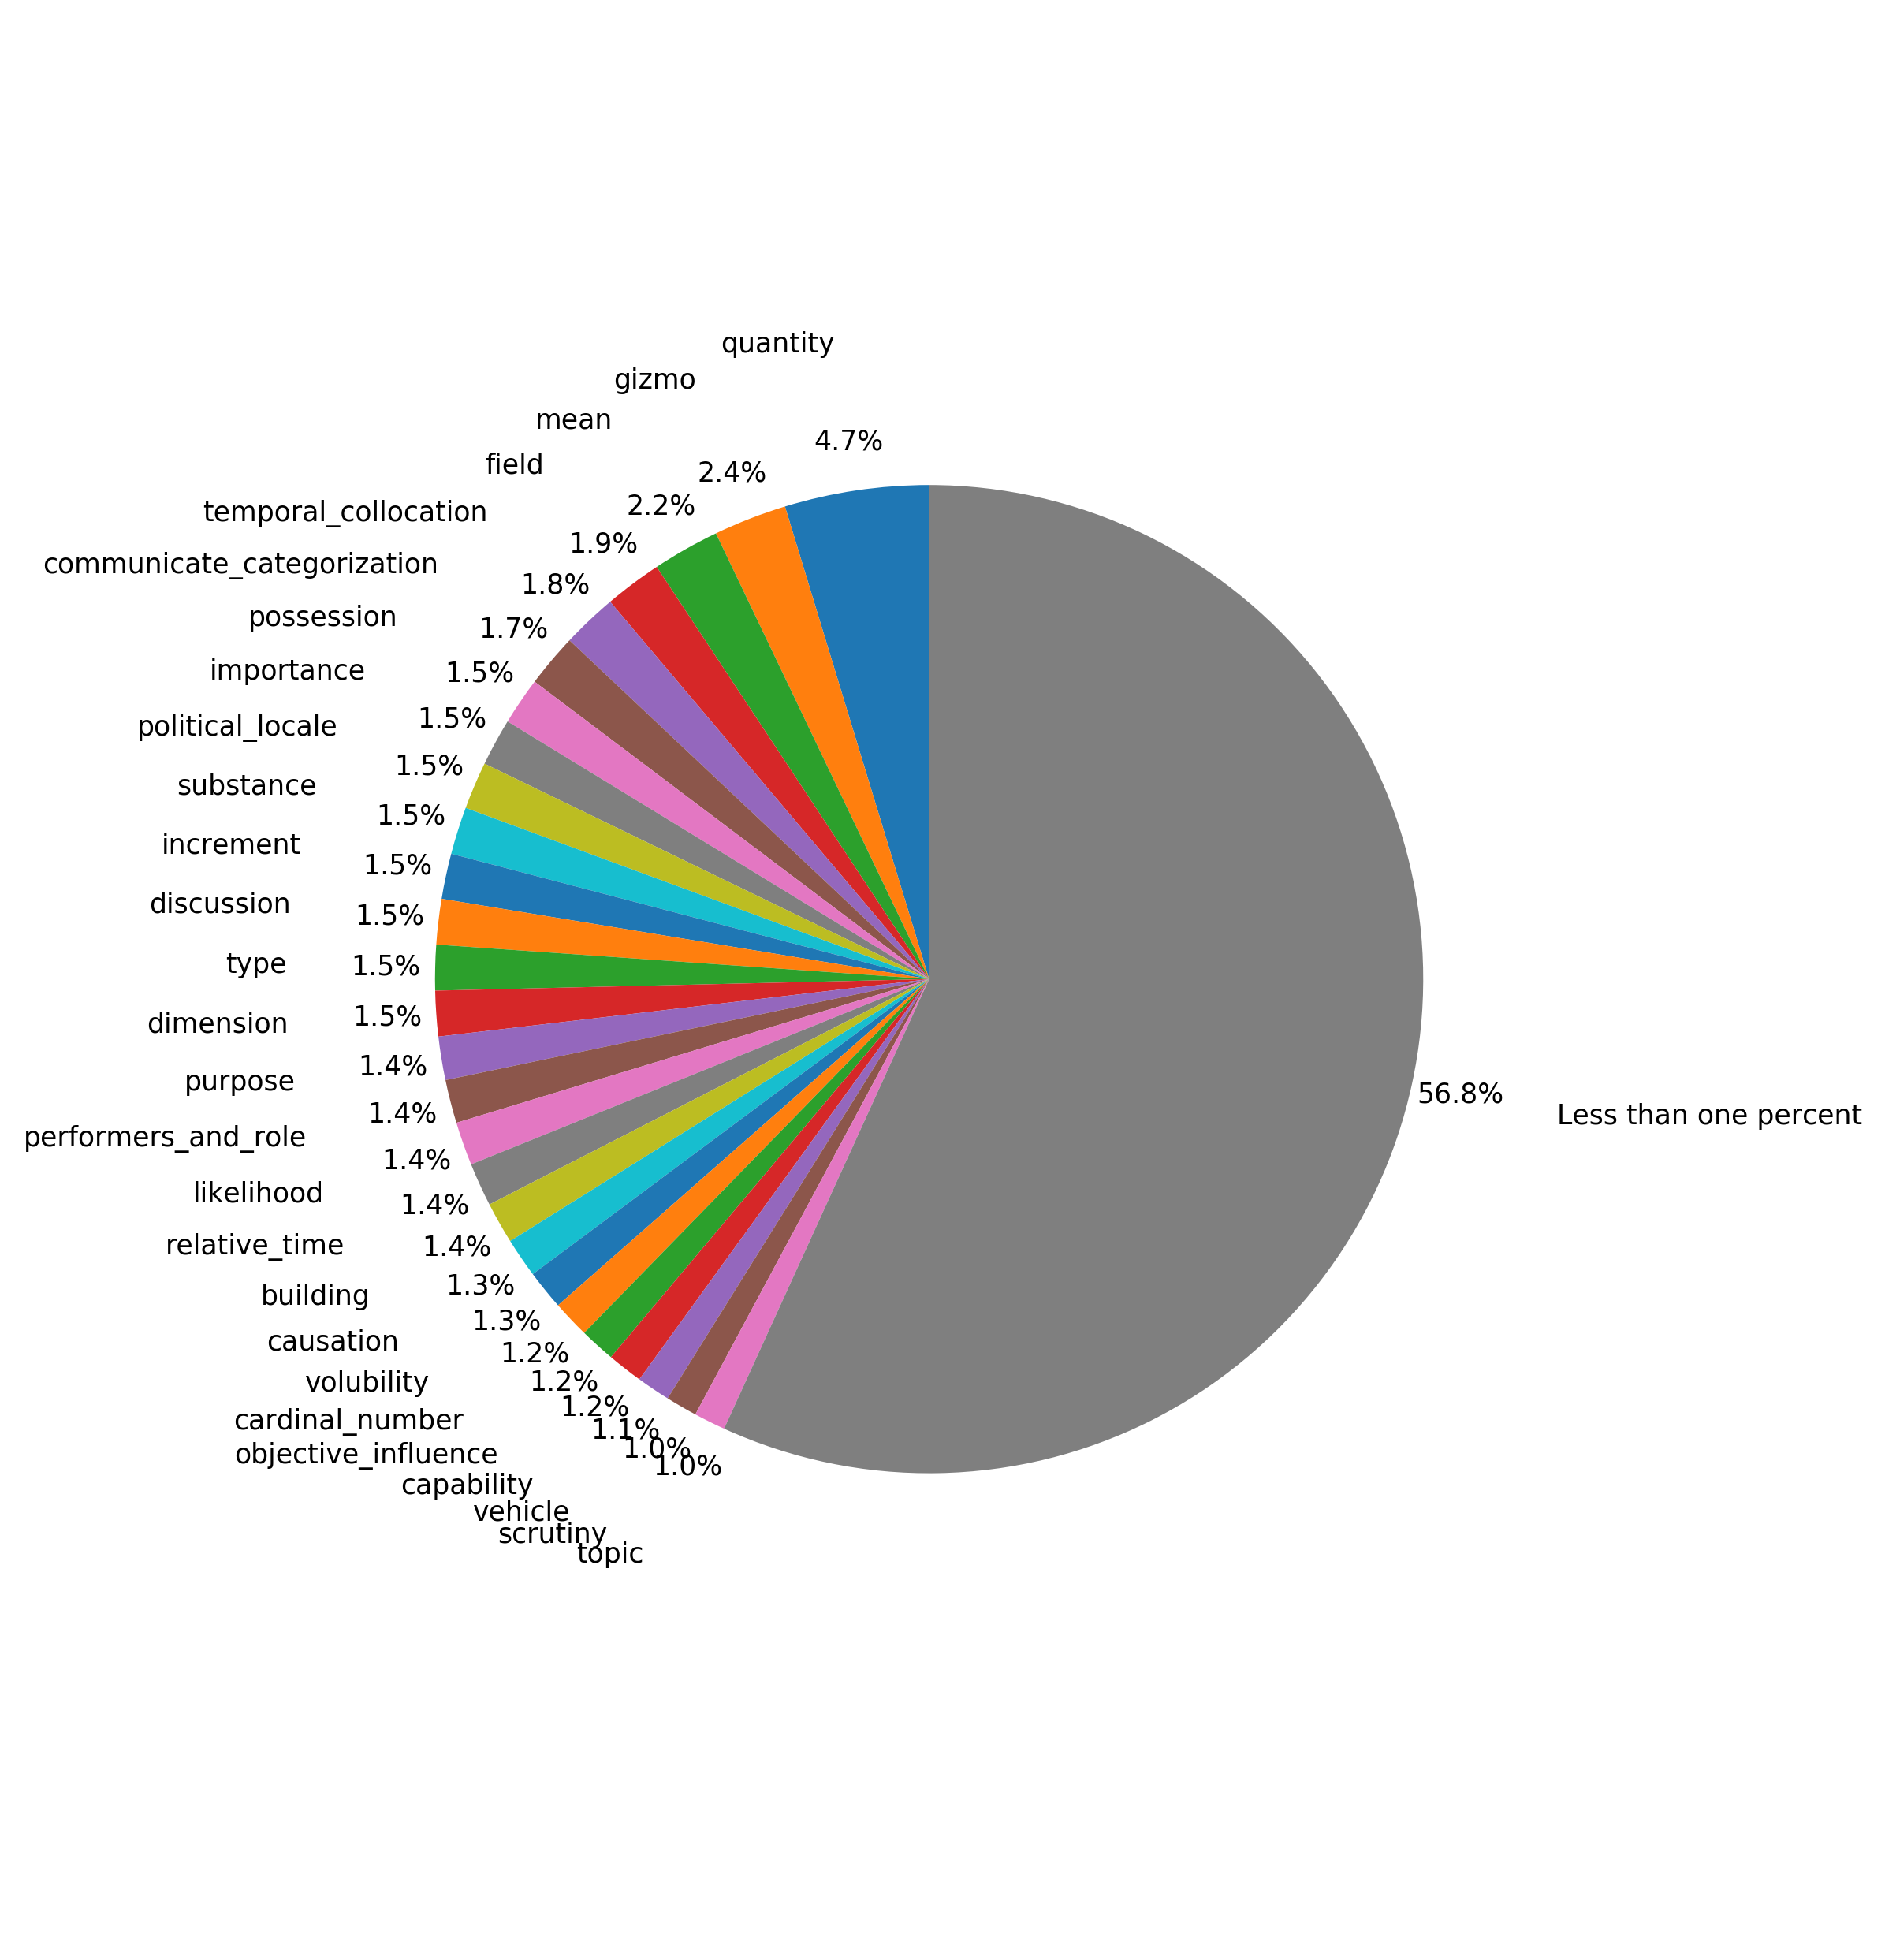 quantity
4.7%
gizmo
2.4%
mean
2.2%
field
1.9%
temporal_collocation
1.8%
communicate_categorization
1.7%
possession
1.5%
importance
1.5%
political_locale
1.5%
substance
1.5%
increment
1.5%
discussion
1.5%
type
1.5%
dimension
1.5%
purpose
1.4%
performers_and_role
1.4%
likelihood
1.4%
relative_time
1.4%
building
1.4%
causation
1.3%
volubility
1.3%
cardinal_number
1.2%
objective_influence
1.2%
capability
1.2%
vehicle
1.1%
scrutiny
1.0%
topic
1.0%
56.8%
Less than one percent